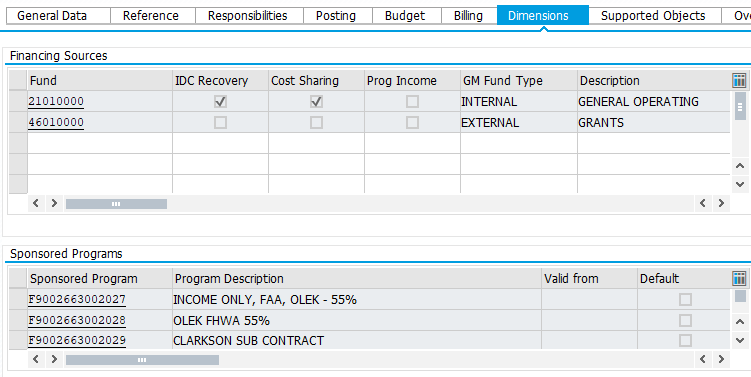 General Data Reference Responsibilities Posting Budget Billing Dimensions Supported Objects Ov
Financing Sources
Fund IDC Recovery Cost Sharing Prog Income GM Fund Type Description
21010000 INTERNAL GENERAL OPERATING
46010000 EXTERNAL GRANTS
Sponsored Programs
Sponsored Program Program Description Valid from Default
F9002663002027 INCOME ONLY, FAA, OLEK - 55%
F9002663002028 OLEK FHWA 55%
F9002663002029 CLARKSON SUB CONTRACT